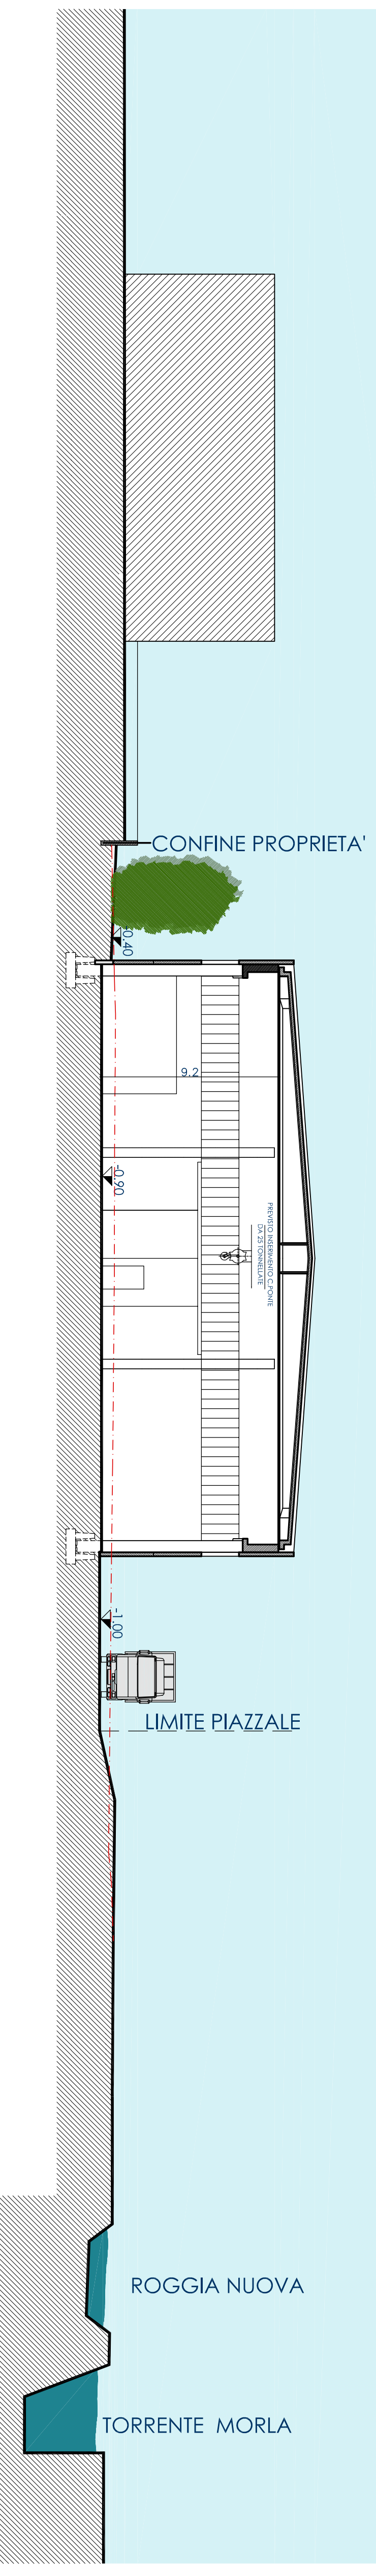 CONFINE PROPRIETA'
-0.40
9.2
-0.90
PREVISTO INSERIMENTO C.PONTE
DA 25 TONNELLATE
-1.00
LIMITE PIAZZALE
ROGGIA NUOVA
TORRENTE MORLA